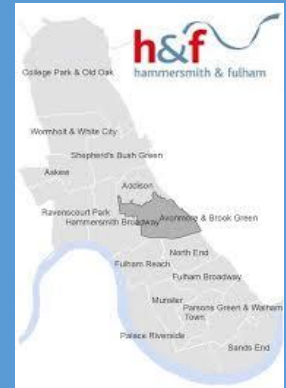 h&f
hammersmith & fulham
College Park & Old Oak
Wormholt & White City
Shepherd's Bush Green
Askew
Addison
Ravenscourt Park
Avonmore & Brook Green
Hammersmith Broadway
North End
Fulham Reach
Fulham Broadway
Munster
Parsons Green & Walham
Town
Palace Riverside
Sands End